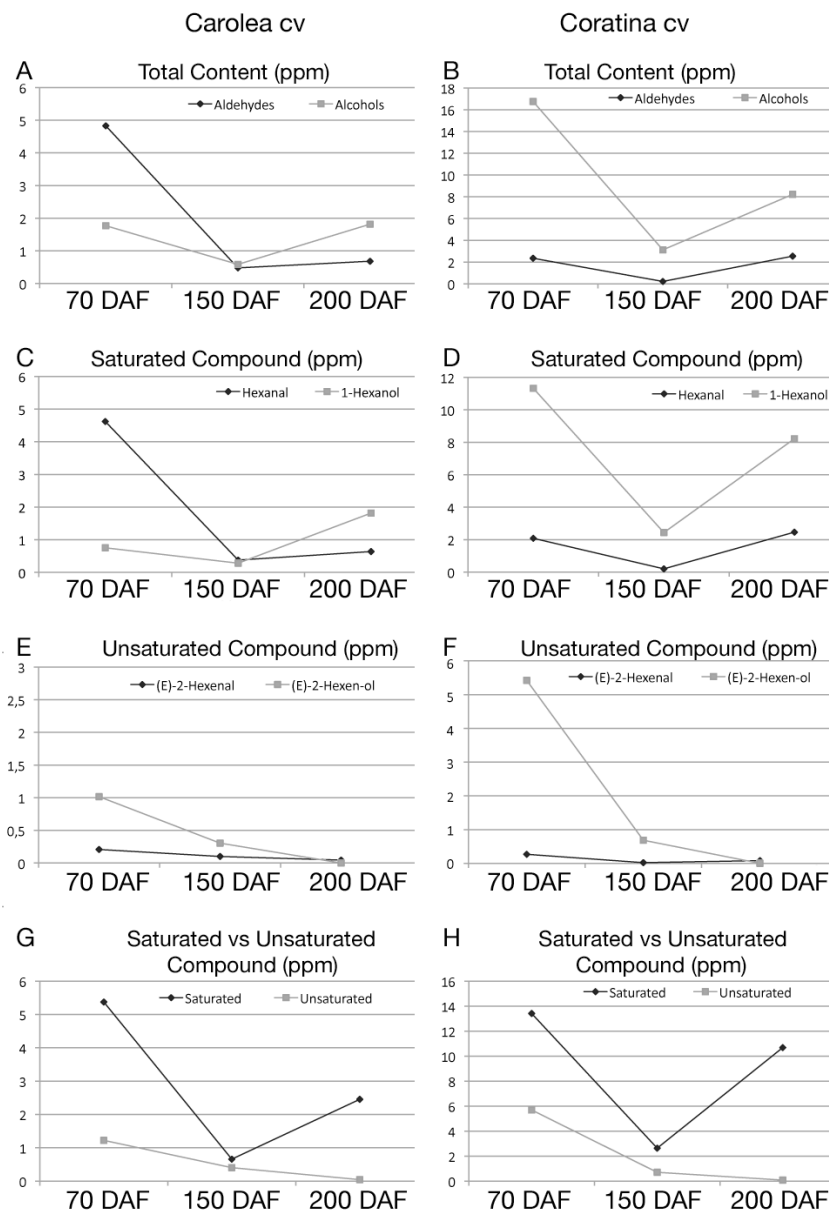 Carolea cv
Coratina cv
A
Total Content (ppm)
Aldehydes
Alcohols
6
5
4
3
2
1
0
70 DAF
150 DAF
200 DAF
B
Total Content (ppm)
Aldehydes
Alcohols
18
16
14
12
10
8
6
4
2
0
70 DAF
150 DAF
200 DAF
C
Saturated Compound (ppm)
Hexanal
1-Hexanol
6
5
4
3
2
1
0
70 DAF
150 DAF
200 DAF
D
Saturated Compound (ppm)
Hexanal
1-Hexanol
12
10
8
6
4
2
0
70 DAF
150 DAF
200 DAF
E
Unsaturated Compound (ppm)
(E)-2-Hexenal
(E)-2-Hexen-ol
3
2,5
2
1,5
1
0,5
0
70 DAF
150 DAF
200 DAF
F
Unsaturated Compound (ppm)
(E)-2-Hexenal
(E)-2-Hexen-ol
6
5
4
3
2
1
0
70 DAF
150 DAF
200 DAF
G
Saturated vs Unsaturated
Compound (ppm)
Saturated
Unsaturated
6
5
4
3
2
1
0
70 DAF
150 DAF
200 DAF
H
Saturated vs Unsaturated
Compound (ppm)
Saturated
Unsaturated
16
14
12
10
8
6
4
2
0
70 DAF
150 DAF
200 DAF